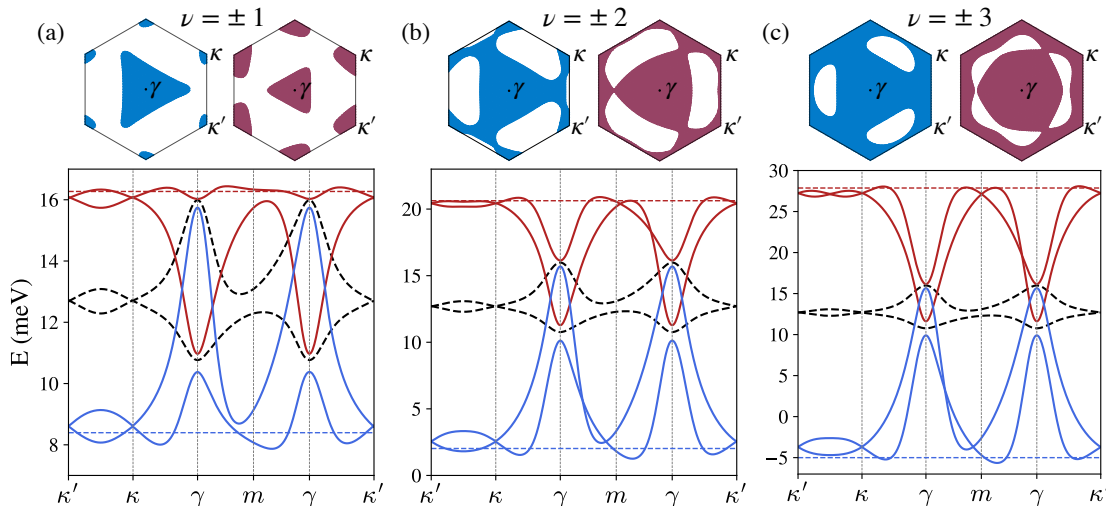 (a) ν = ± 1 (b) ν = ± 2 (c) ν = ± 3
κ κ κ
·γ ·γ ·γ ·γ ·γ ·γ
κ′ κ′ κ′
E (meV)
16
14
12
10
8
κ′ κ γ m γ κ′
20
15
10
5
0
κ′ κ γ m γ κ′
30
25
20
15
10
5
0
−5
κ′ κ γ m γ κ′